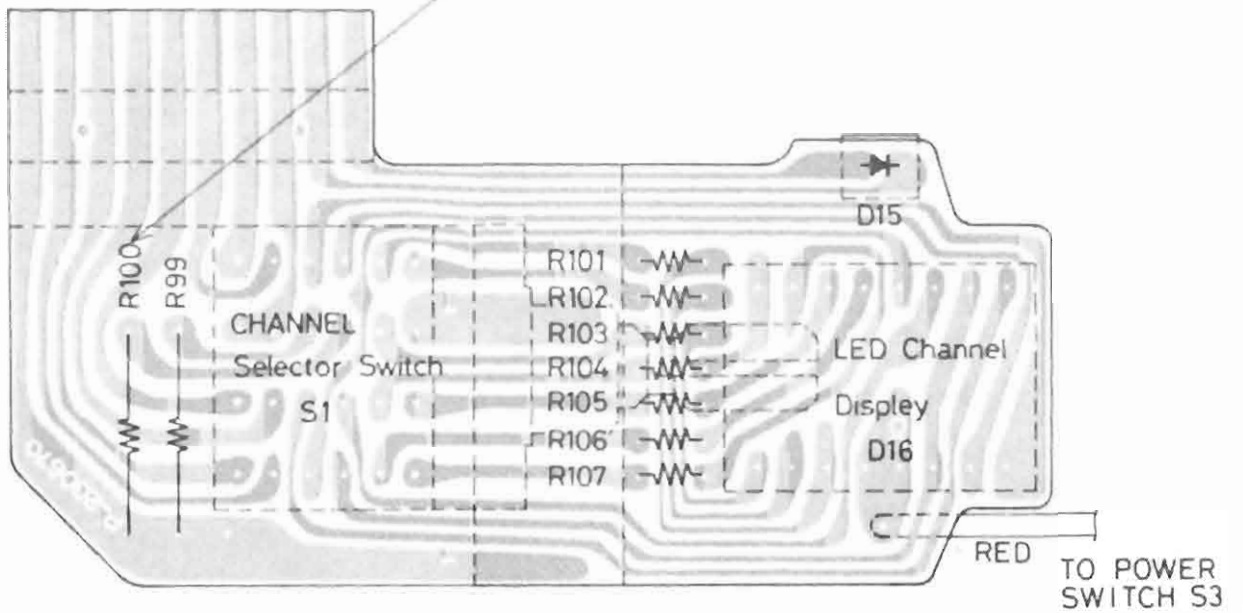 D15
R100
R99
R101
R102
R103
R104
R105
R106
R107
CHANNEL
Selector Switch
S1
LED Channel
Displey
D16
RED
TO POWER
SWITCH S3